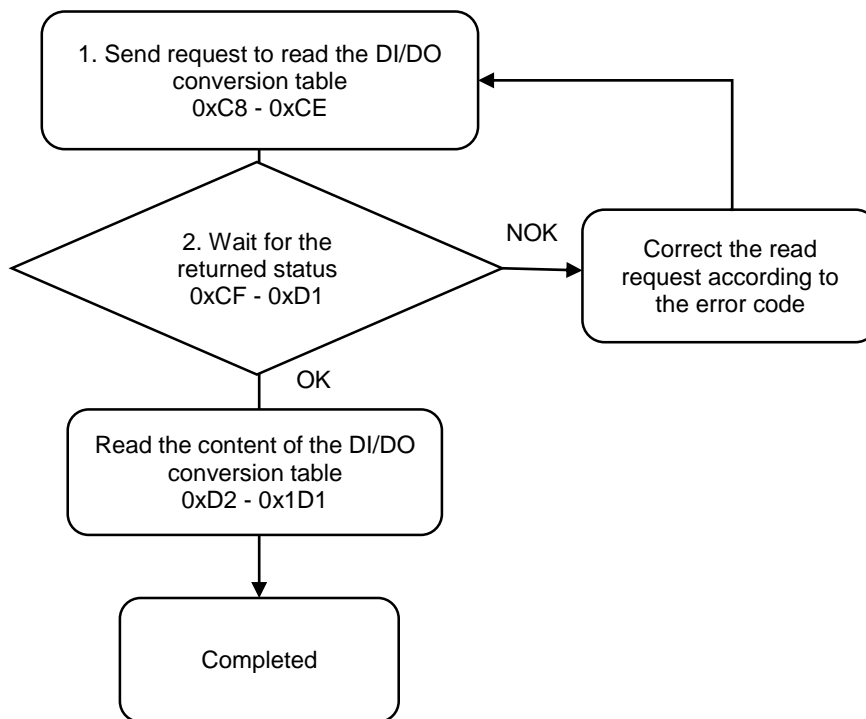 1. Send request to read the DI/DO
conversion table
0xC8 - 0xCE
2. Wait for the
returned status
0xCF - 0xD1
NOK
Correct the read
request according to
the error code
OK
Read the content of the DI/DO
conversion table
0xD2 - 0x1D1
Completed